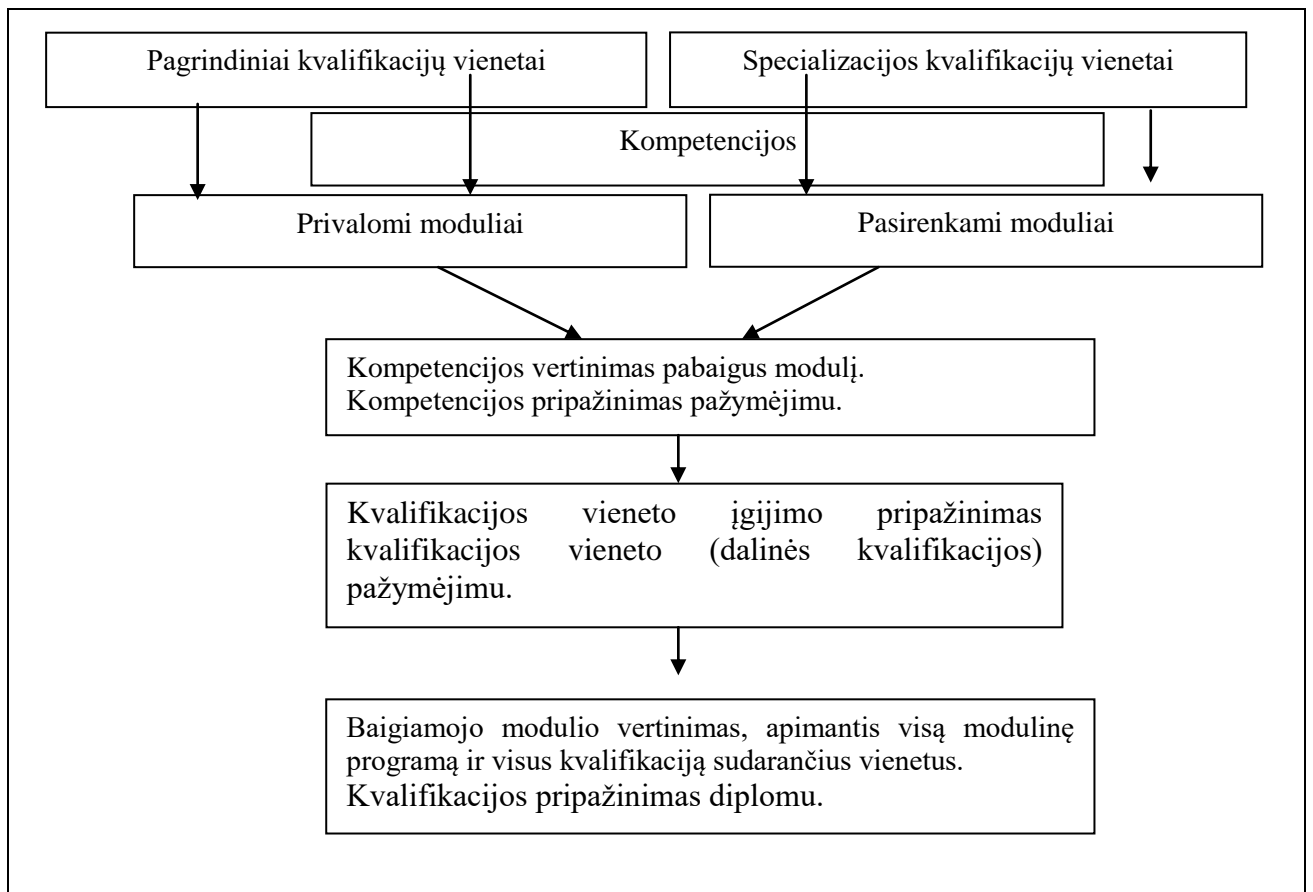 Pagrindiniai kvalifikacijų vienetai
Specializacijos kvalifikacijų vienetai
Kompetencijos
Privalomi moduliai
Pasirenkami moduliai
Kompetencijos vertinimas pabaigus modulį.
Kompetencijos pripažinimas pažymėjimu.
Kvalifikacijos vieneto įgijimo pripažinimas
kvalifikacijos vieneto (dalinės kvalifikacijos)
pažymėjimu.
Baigiamojo modulio vertinimas, apimantis visą modulinę
programą ir visus kvalifikaciją sudarančius vienetus.
Kvalifikacijos pripažinimas diplomu.